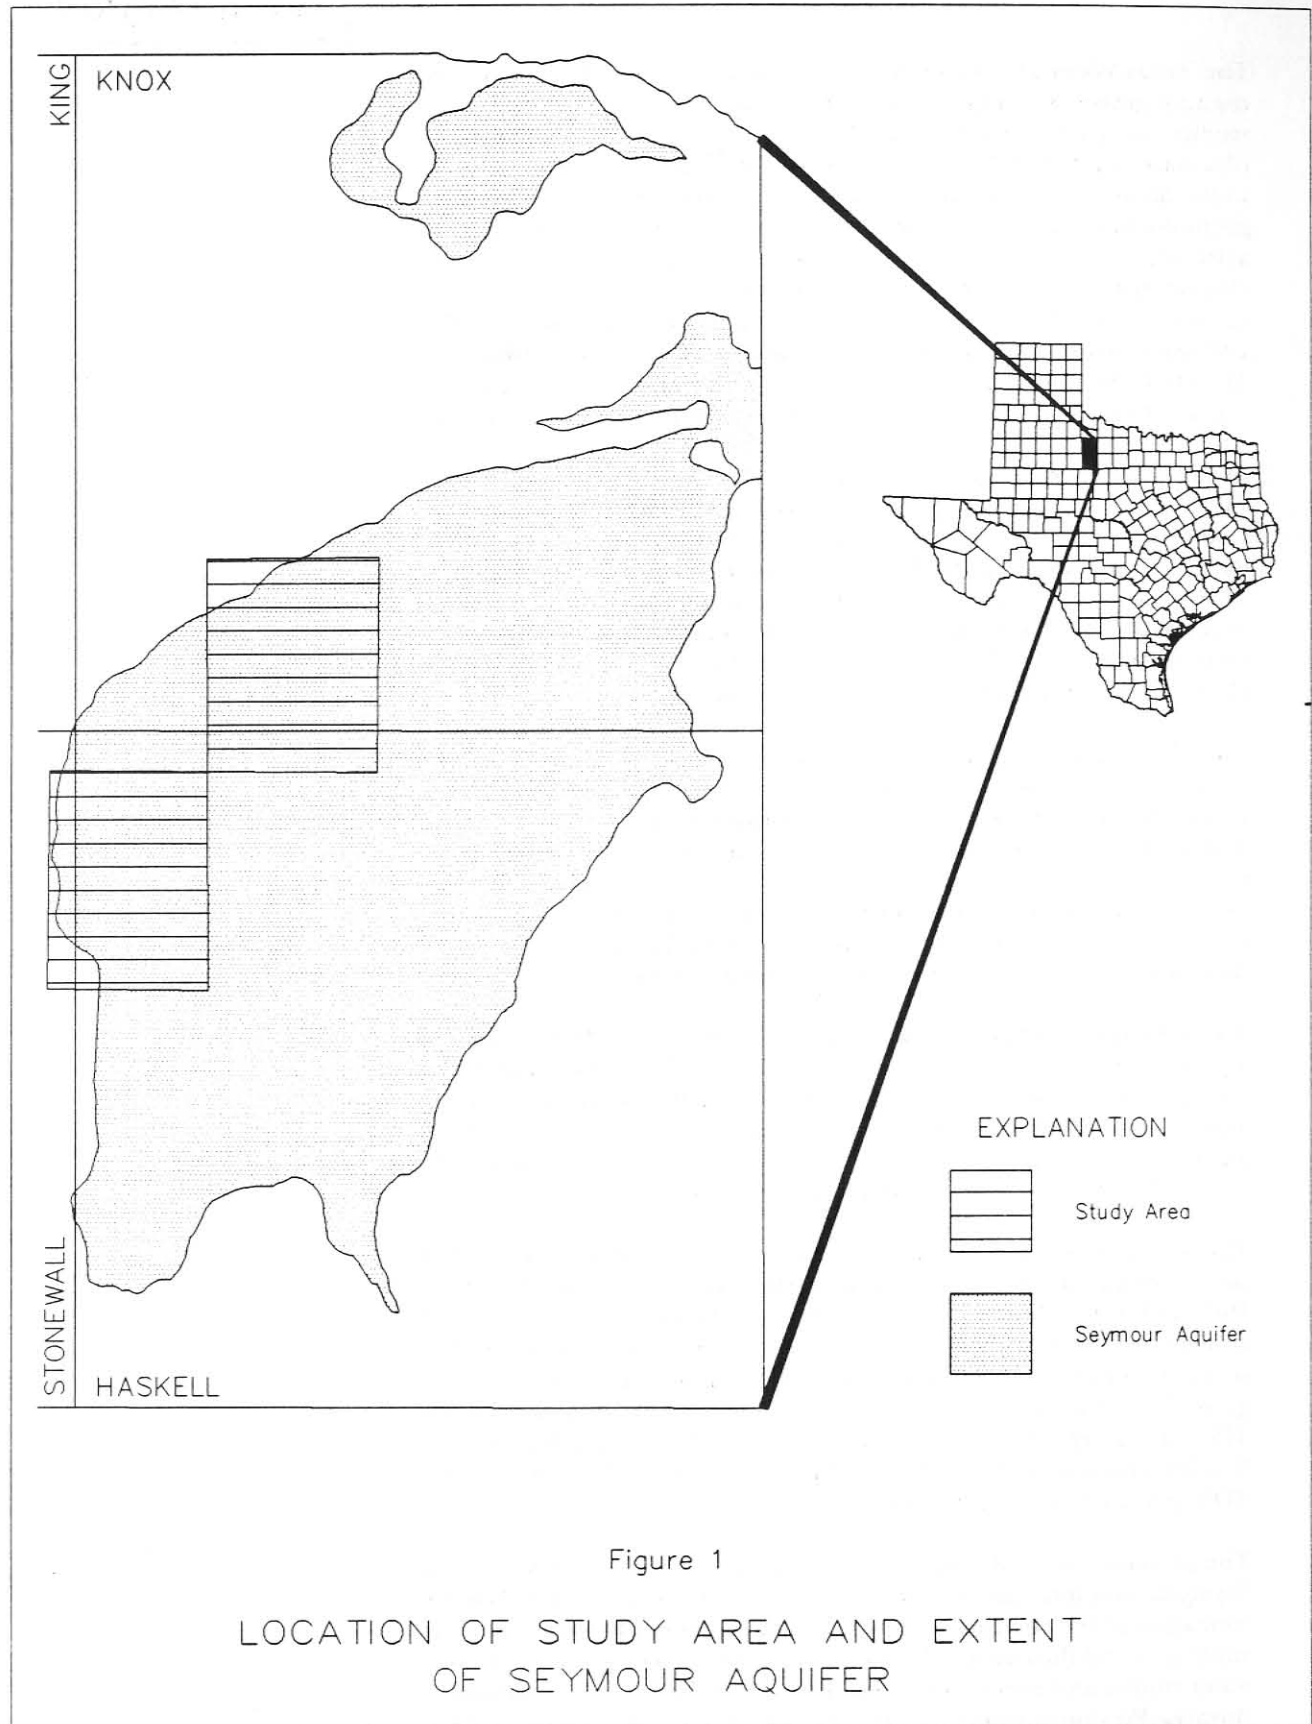 KING
KNOX
STONEWALL
HASKELL
EXPLANATION
Study Area
Seymour Aquifer
Figure 1
LOCATION OF STUDY AREA AND EXTENT
OF SEYMOUR AQUIFER